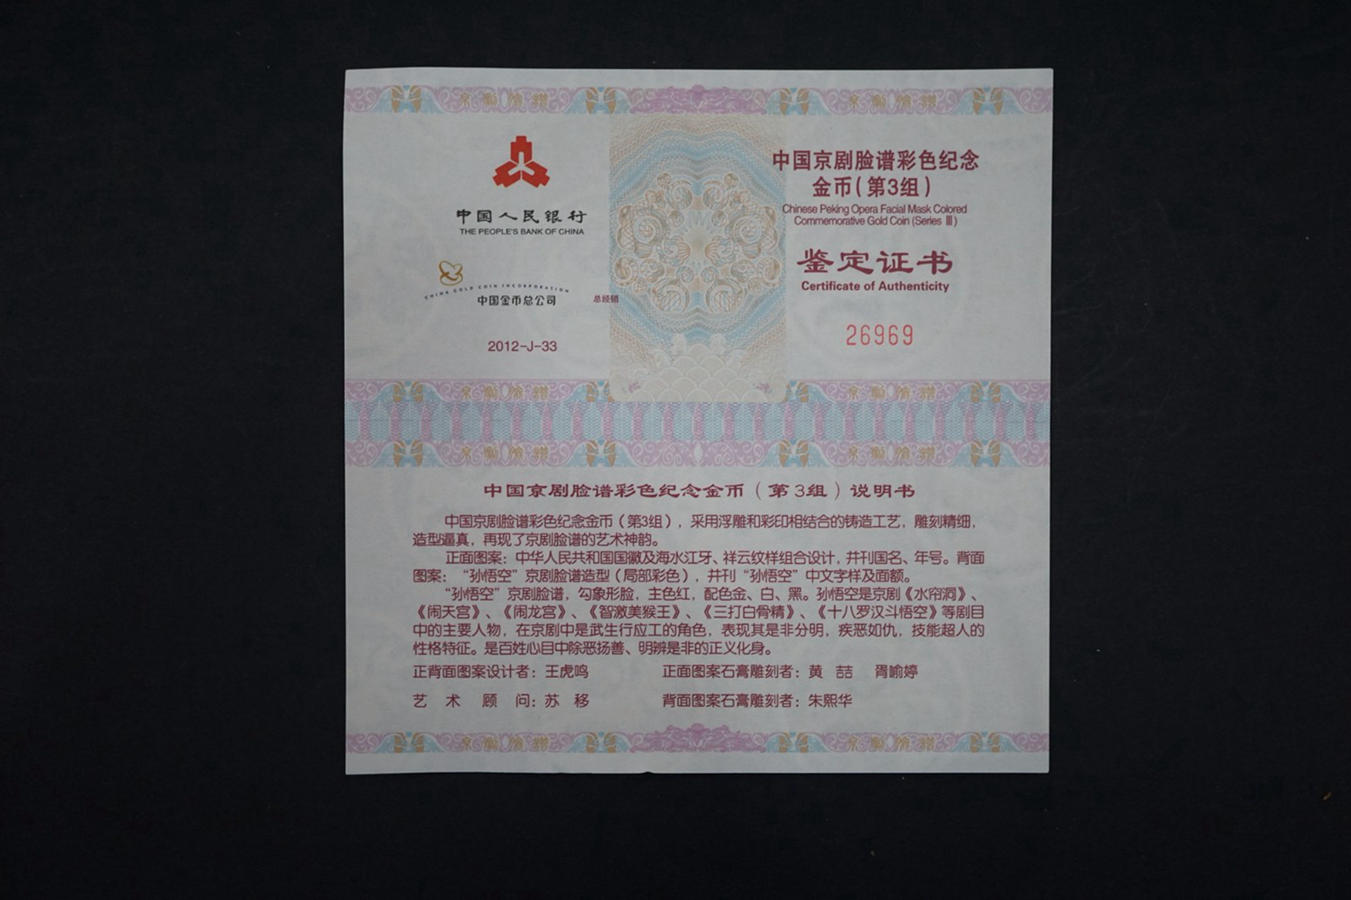 中国人民银行
THE PEOPLE'S BANK OF CHINA
CHINA GOLD COIN INCORPORATION
中国金币总公司
总经销
2012-J-33
中国京剧脸谱彩色纪念
金币(第3组)
Chinese Peking Opera Facial Mask Colored
Commemorative Gold Coin (Series Ⅲ)
鉴定证书
Certificate of Authenticity
26969
中国京剧脸谱彩色纪念金币(第3组)说明书
中国京剧脸谱彩色纪念金币(第3组),采用浮雕和彩印相结合的铸造工艺,雕刻精细,
造型逼真,再现了京剧脸谱的艺术神韵。
正面图案:中华人民共和国国徽及海水江牙、祥云纹样组合设计,并刊国名、年号。背面
图案:“孙悟空”京剧脸谱造型(局部彩色),并刊“孙悟空”中文字样及面额。
“孙悟空”京剧脸谱,勾象形脸,主色红,配色金、白、黑。孙悟空是京剧《水帘洞》、
《闹天宫》、《闹龙宫》、《智激美猴王》、《三打白骨精》、《十八罗汉斗悟空》等剧目
中的主要人物,在京剧中是武生行应工的角色,表现其是非分明,疾恶如仇,技能超人的
性格特征。是百姓心目中除恶扬善、明辨是非的正义化身。
正背面图案设计者:王虎鸣 正面图案石膏雕刻者:黄 喆 胥喻婷
艺 术 顾 问:苏 移 背面图案石膏雕刻者:朱熙华